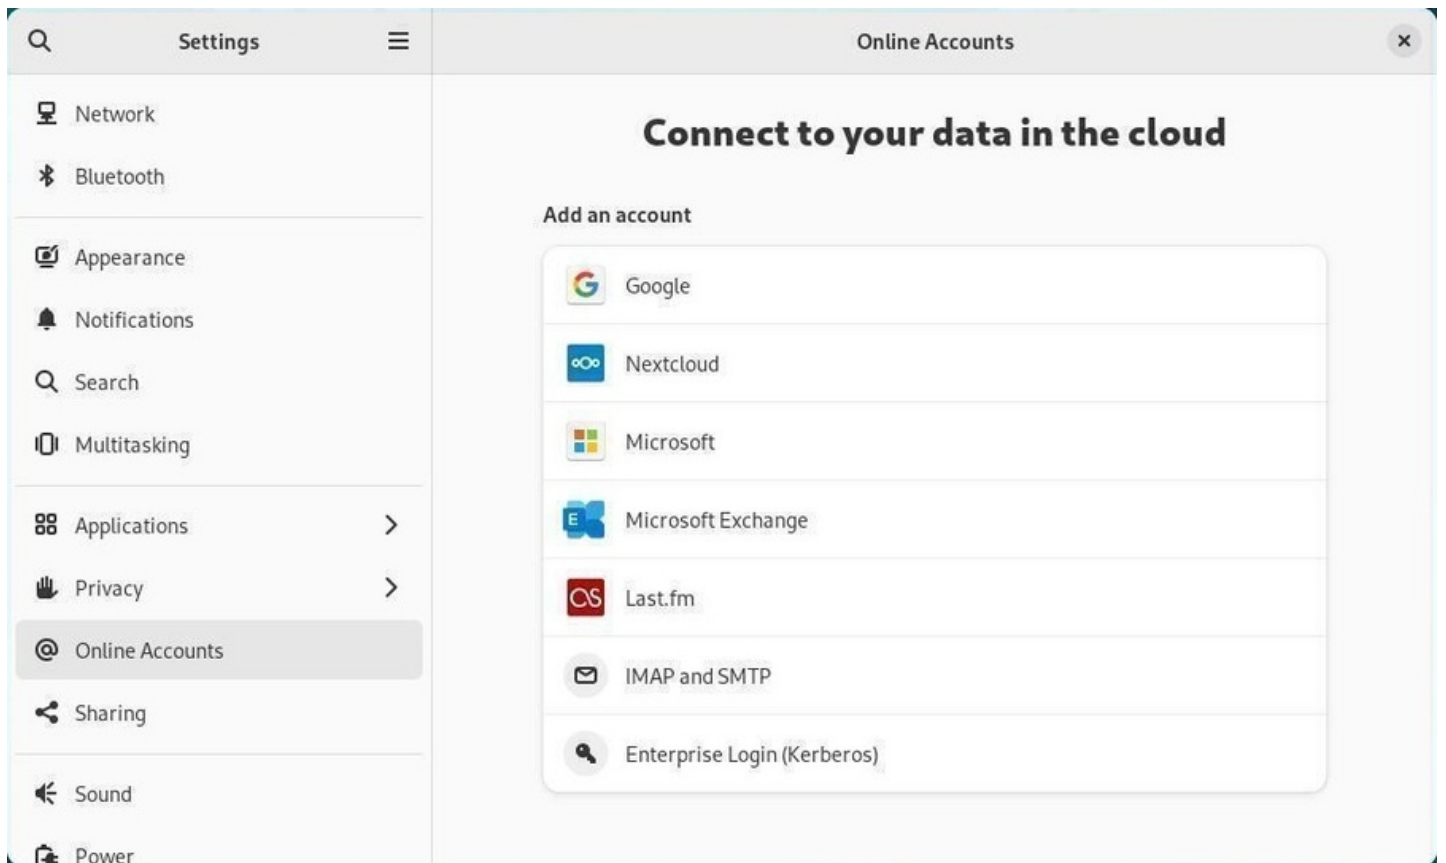 Settings
Online Accounts
Network
Bluetooth
Appearance
Notifications
Search
Multitasking
Applications
Privacy
Online Accounts
Sharing
Sound
Power
Connect to your data in the cloud
Add an account
Google
Nextcloud
Microsoft
E
Microsoft Exchange
Last.fm
IMAP and SMTP
Enterprise Login (Kerberos)